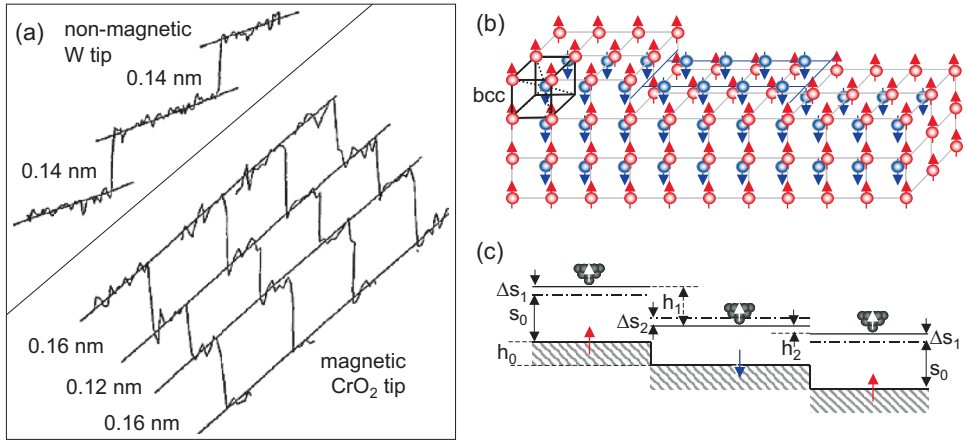 (a)
non-magnetic
W tip
0.14 nm
0.14 nm
0.16 nm
0.12 nm
0.16 nm
magnetic
CrO₂ tip
(b)
bcc
(c)
Δs₁
s₀
h₀
h₁
Δs₂
h₂
Δs₁
s₀